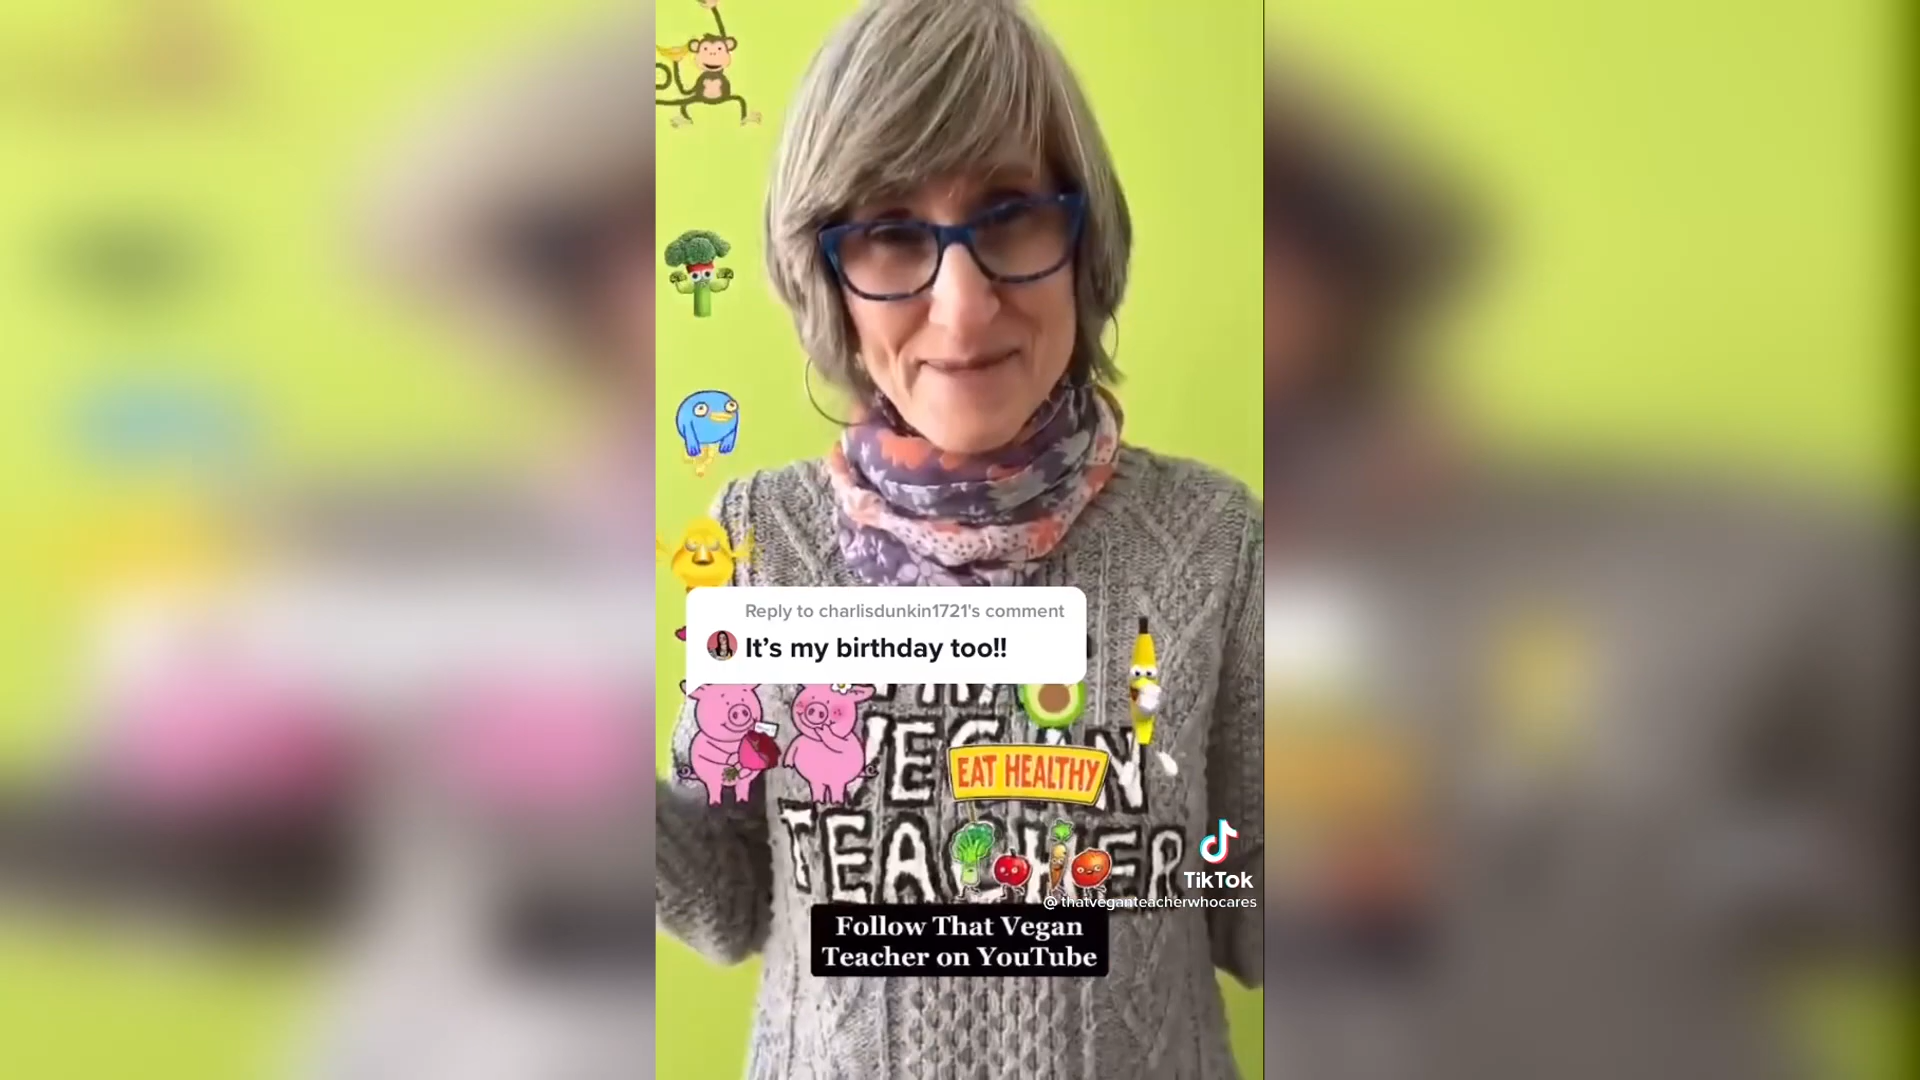 Reply to charlisdunkin1721's comment
It's my birthday too!!
VEGAN
EAT HEALTHY
TEACHER
TikTok
@thatveganteacherwhocares
Follow That Vegan
Teacher on YouTube